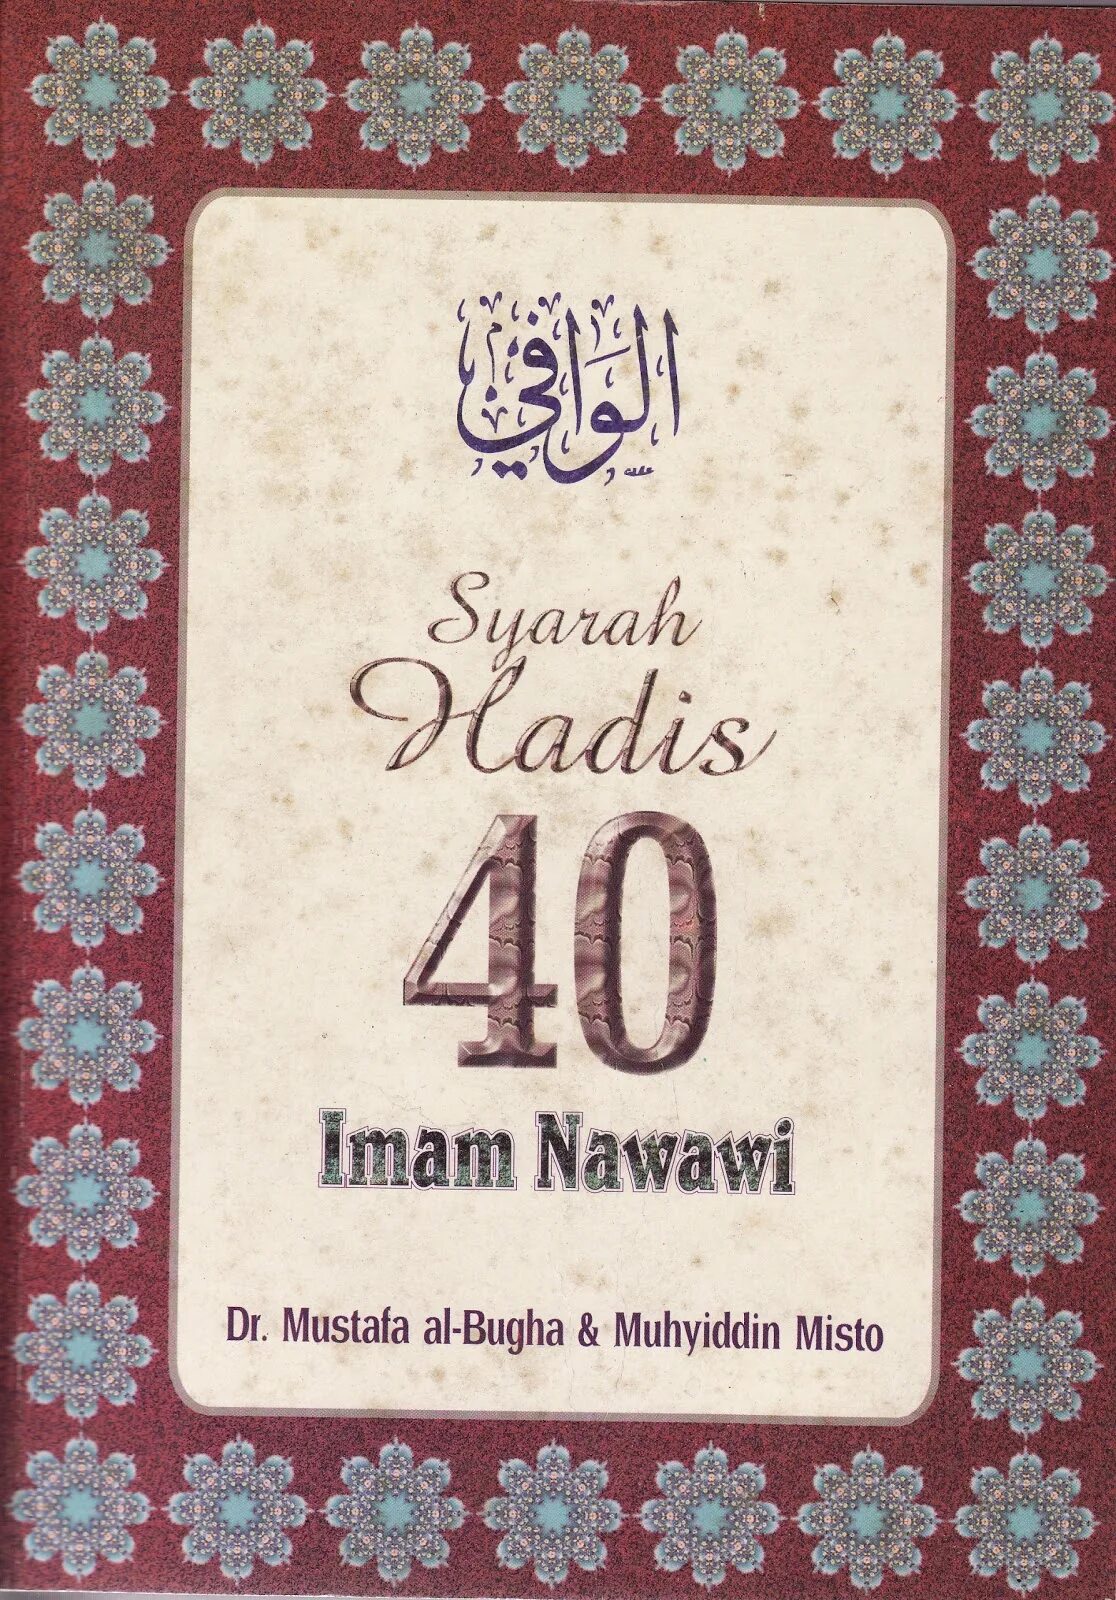 الوافي
Syarah
Hadis
40
Imam Nawawi
Dr. Mustafa al-Bugha & Muhyiddin Misto